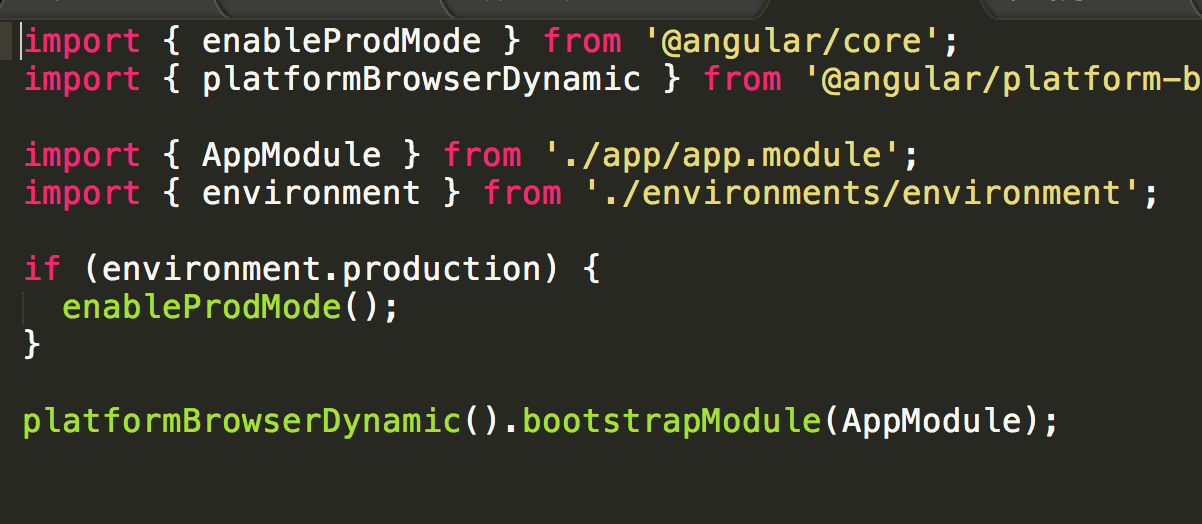 import { enableProdMode } from '@angular/core';
import { platformBrowserDynamic } from '@angular/platform-b

import { AppModule } from './app/app.module';
import { environment } from './environments/environment';

if (environment.production) {
  enableProdMode();
}

platformBrowserDynamic().bootstrapModule(AppModule);